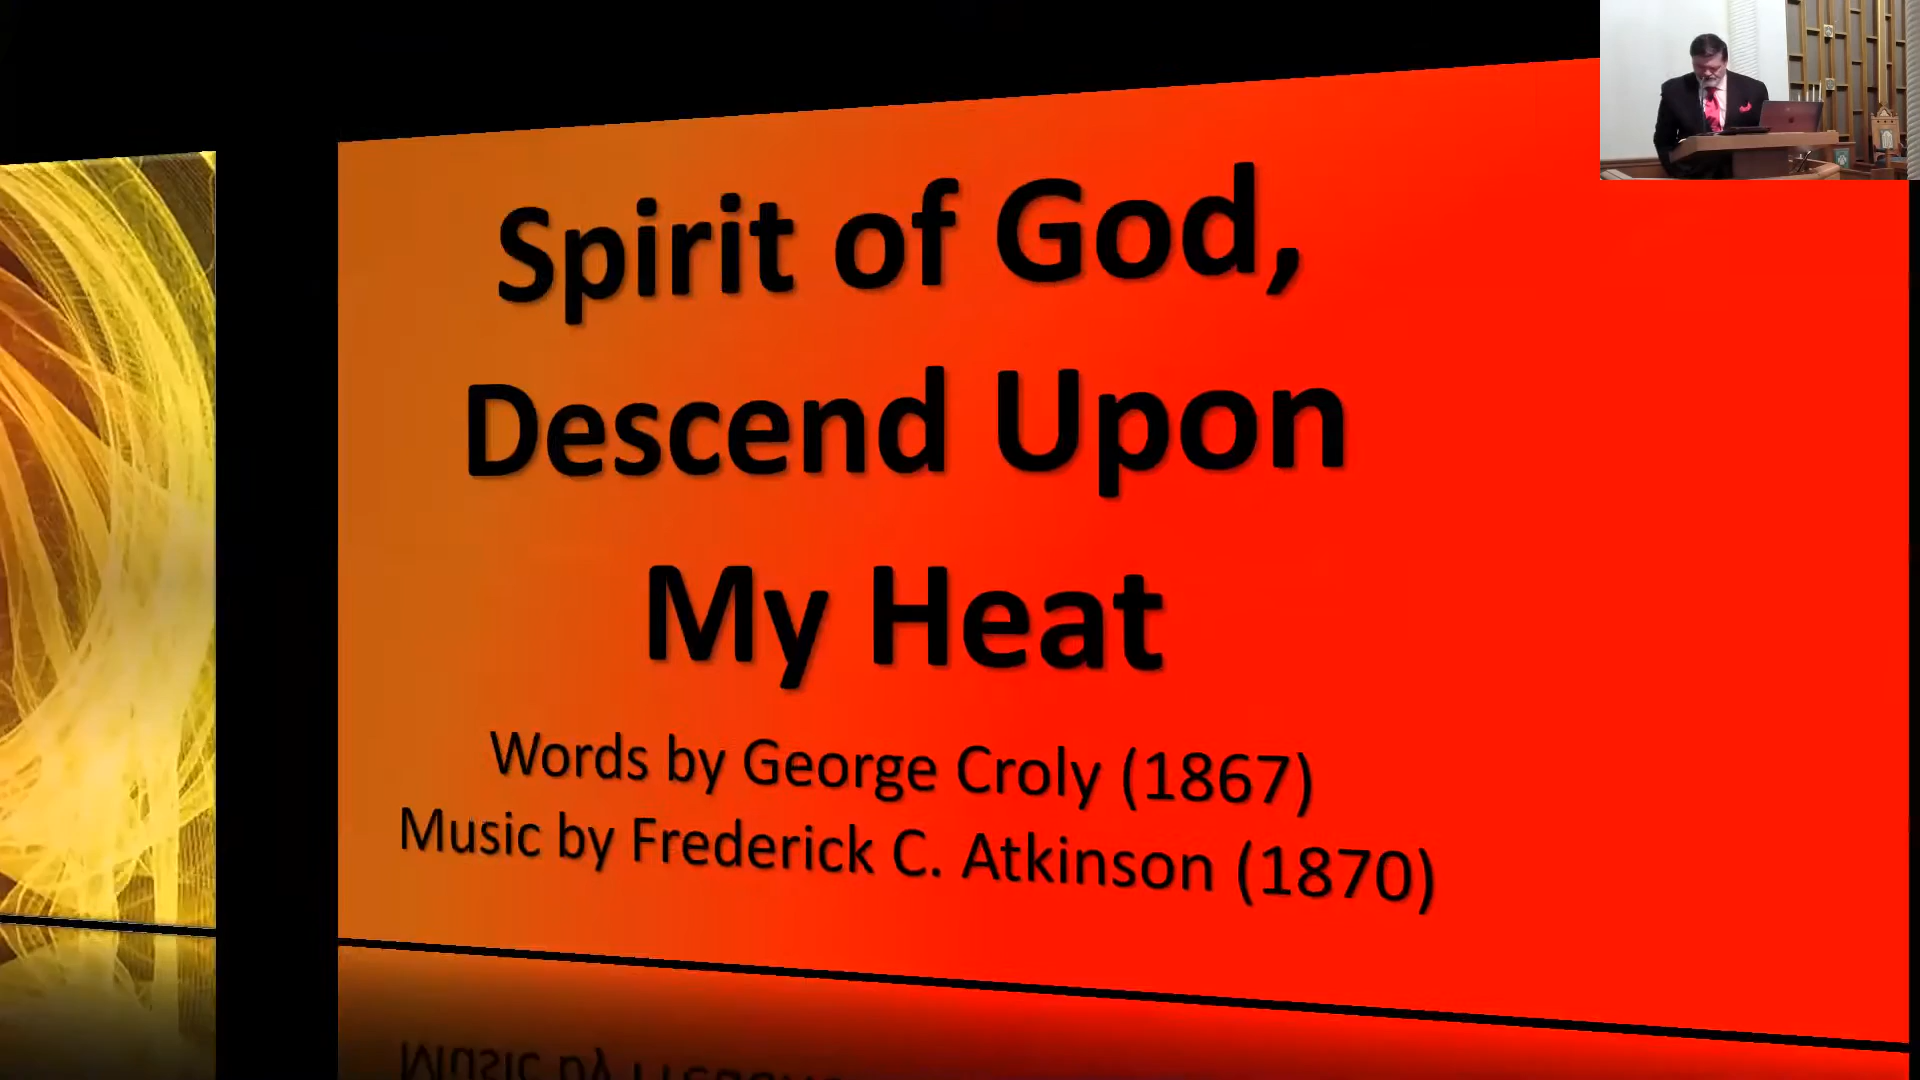 Spirit of God,
Descend Upon
My Heat
Words by George Croly (1867)
Music by Frederick C. Atkinson (1870)